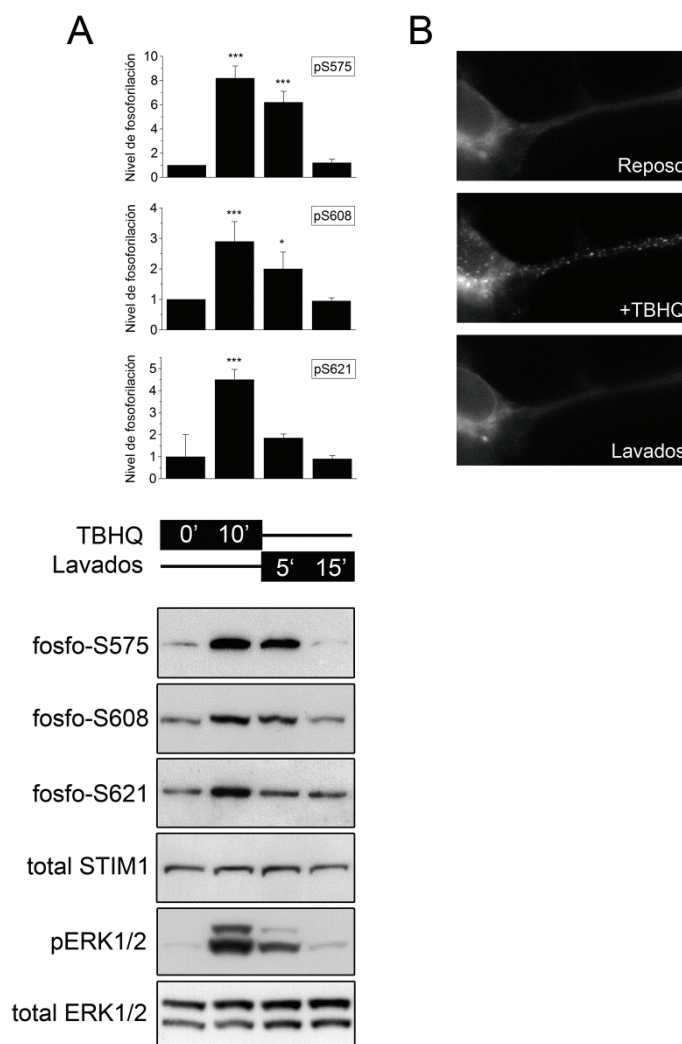 A
B
Nivel de fosoforilación
10
8
6
4
2
0
***
***
pS575
Nivel de fosoforilación
4
3
2
1
0
***
*
pS608
Nivel de fosoforilación
5
4
3
2
1
0
***
pS621
Reposo
+TBHQ
Lavados
TBHQ 0’ 10’
Lavados 5‘ 15’
fosfo-S575
fosfo-S608
fosfo-S621
total STIM1
pERK1/2
total ERK1/2